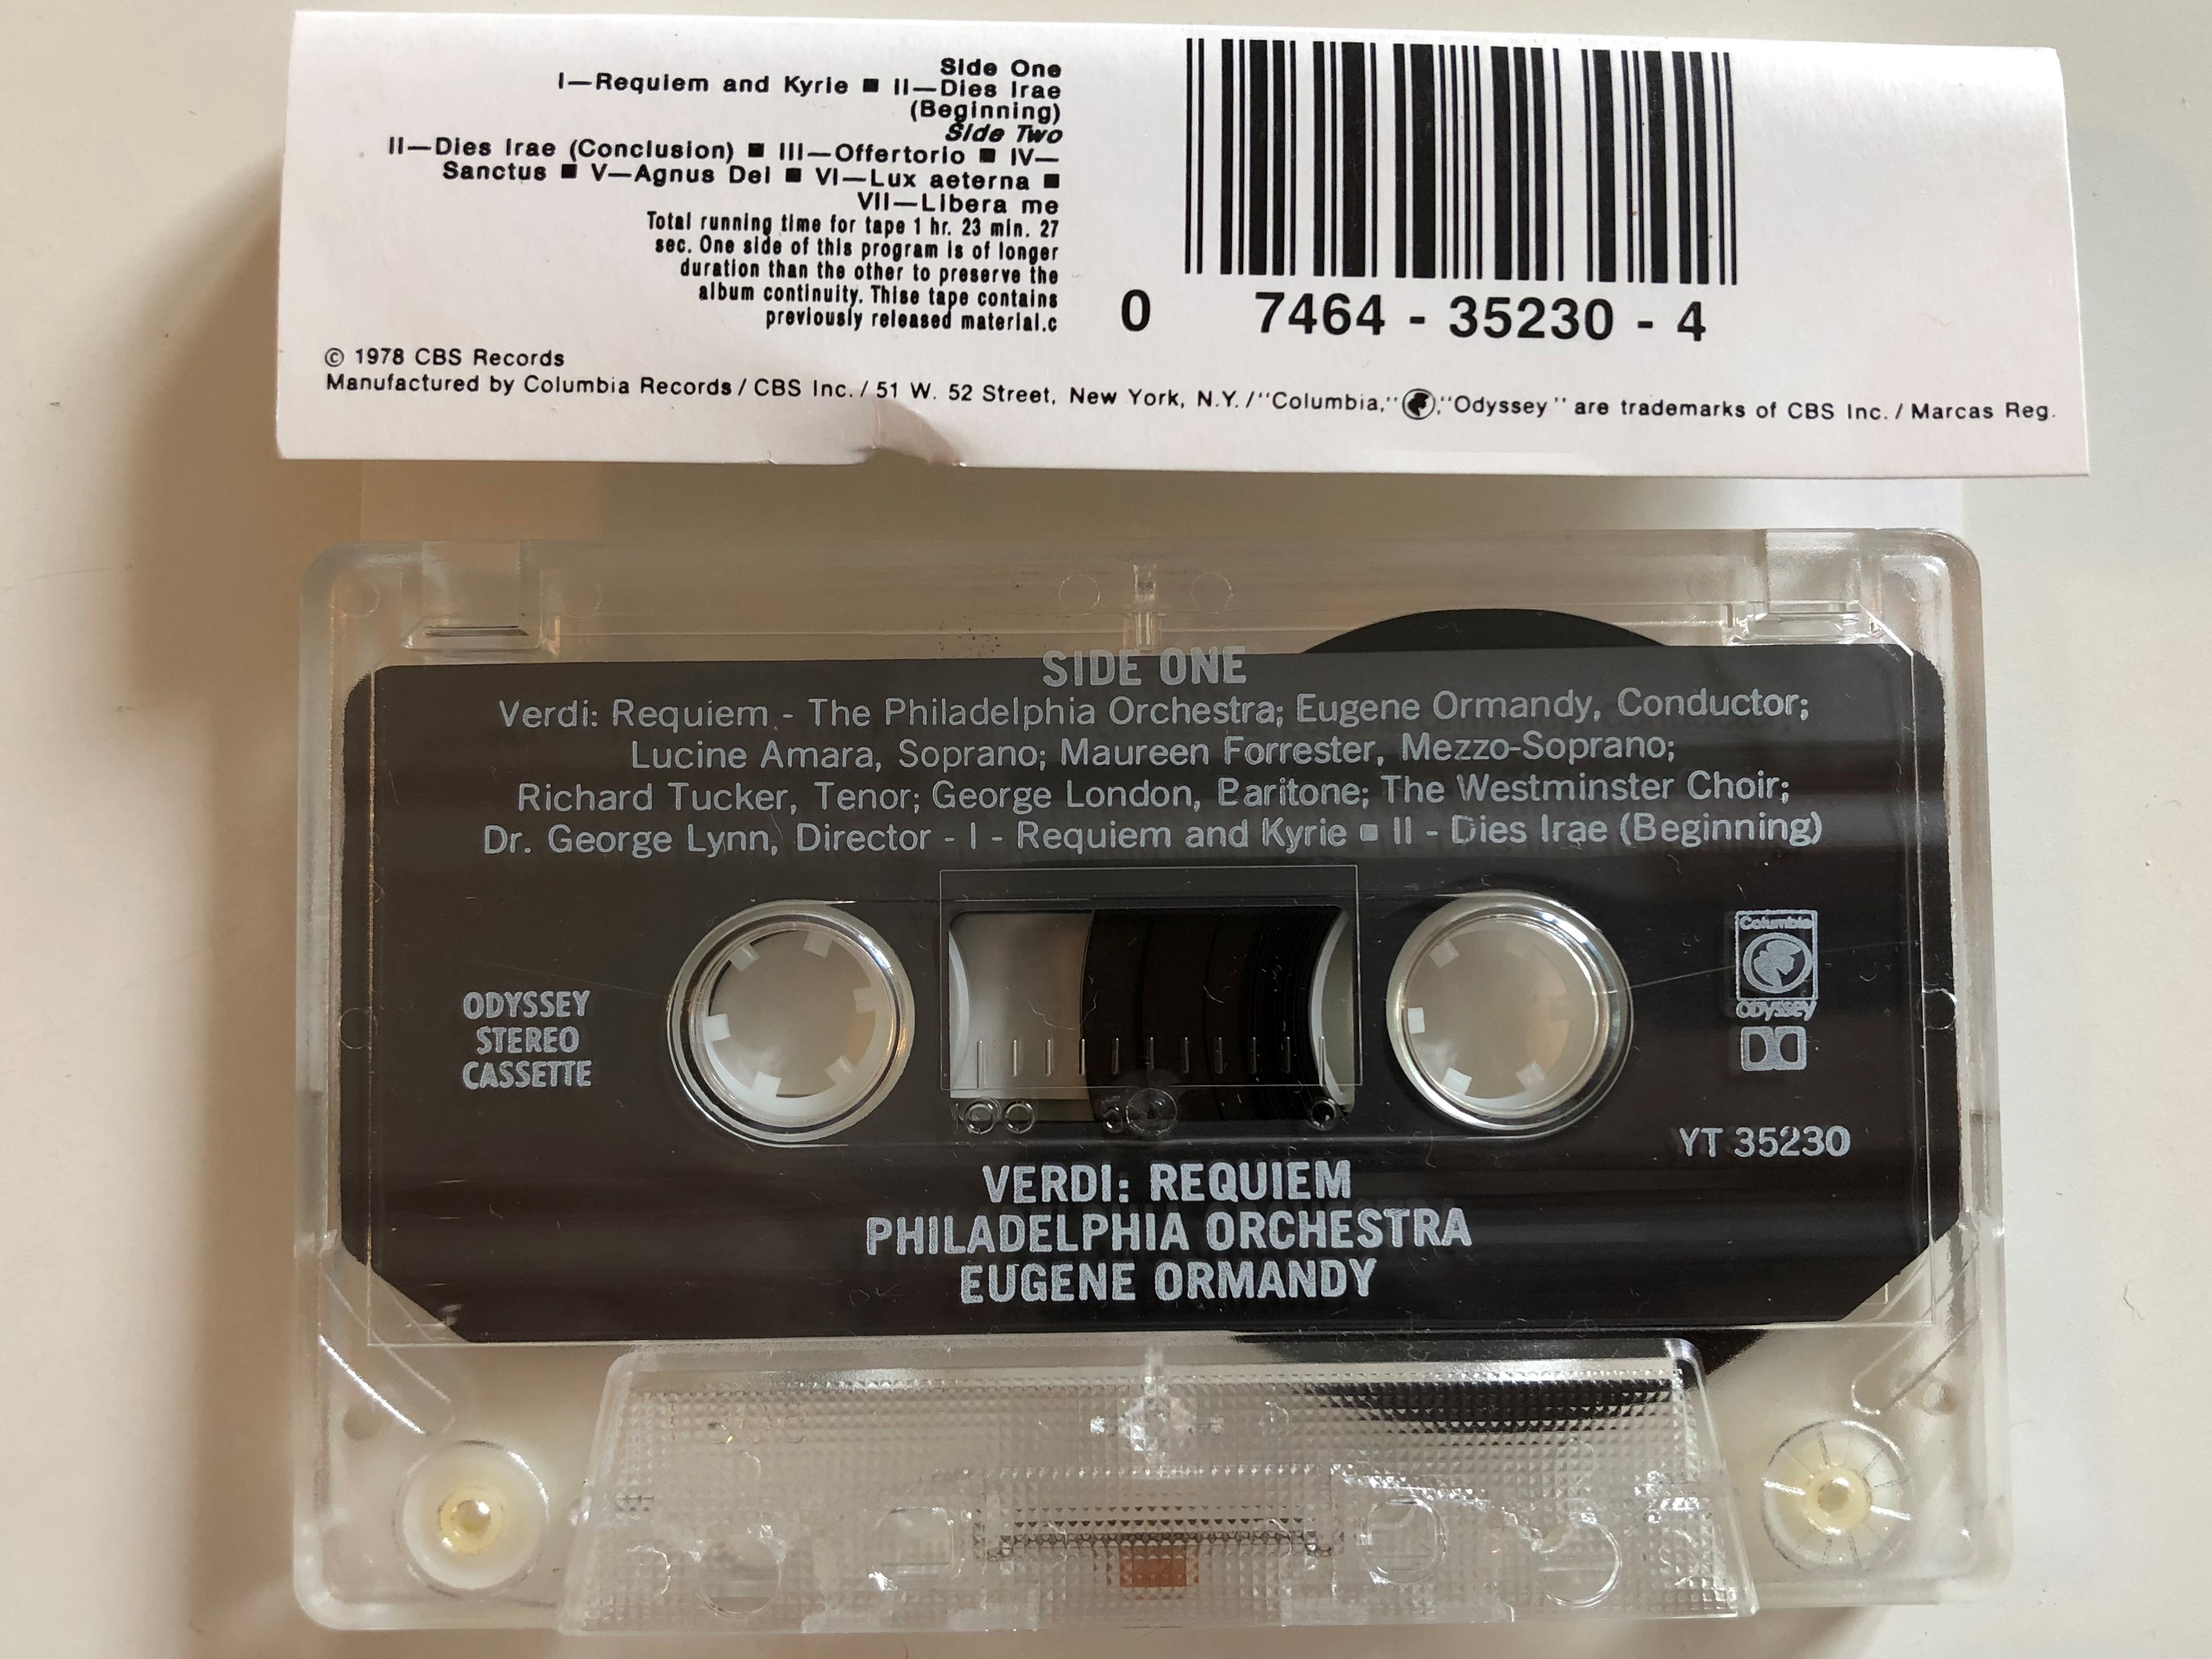 Side One
I—Requiem and Kyrie ■ II—Dies Irae
(Beginning)
Side Two
II—Dies Irae (Conclusion) ■ III—Offertorio ■ IV—
Sanctus ■ V—Agnus Dei ■ VI—Lux aeterna ■
VII—Libera me
Total running time for tape 1 hr. 23 min. 27
sec. One side of this program is of longer
duration than the other to preserve the
album continuity. Thise tape contains
previously released material.c
0 7464 - 35230 - 4
© 1978 CBS Records
Manufactured by Columbia Records / CBS Inc. / 51 W. 52 Street, New York, N.Y. / "Columbia," , "Odyssey" are trademarks of CBS Inc. / Marcas Reg.
SIDE ONE
Verdi: Requiem - The Philadelphia Orchestra; Eugene Ormandy, Conductor;
Lucine Amara, Soprano; Maureen Forrester, Mezzo-Soprano;
Richard Tucker, Tenor; George London, Baritone; The Westminster Choir;
Dr. George Lynn, Director - I - Requiem and Kyrie ■ II - Dies Irae (Beginning)
ODYSSEY
STEREO
CASSETTE
100 50 0
Columbia
ODYSSEY
YT 35230
VERDI: REQUIEM
PHILADELPHIA ORCHESTRA
EUGENE ORMANDY